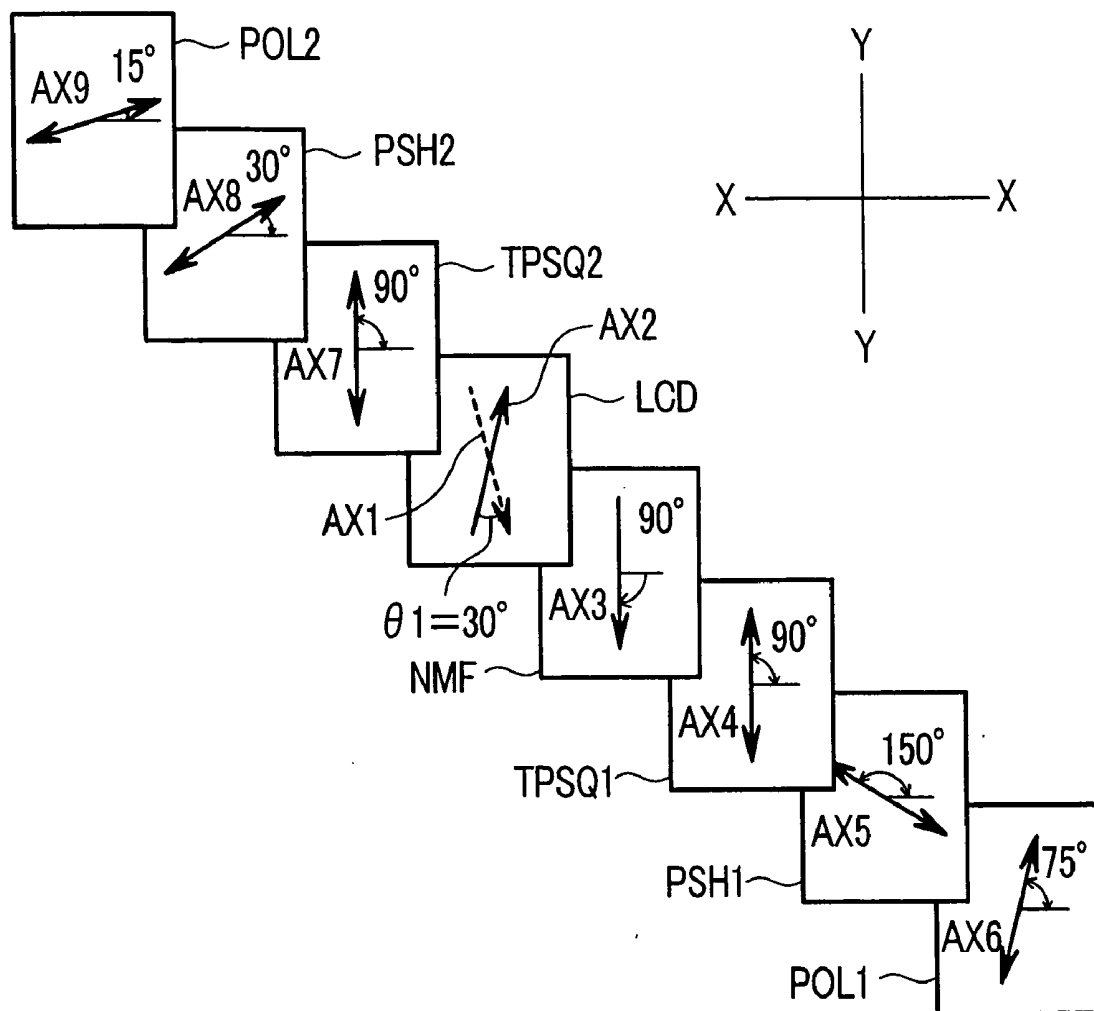 POL2
15°
AX9
PSH2
30°
AX8
Y
X
X
Y
TPSQ2
90°
AX7
AX2
LCD
AX1
θ1=30°
90°
AX3
NMF
90°
AX4
TPSQ1
150°
AX5
PSH1
75°
AX6
POL1